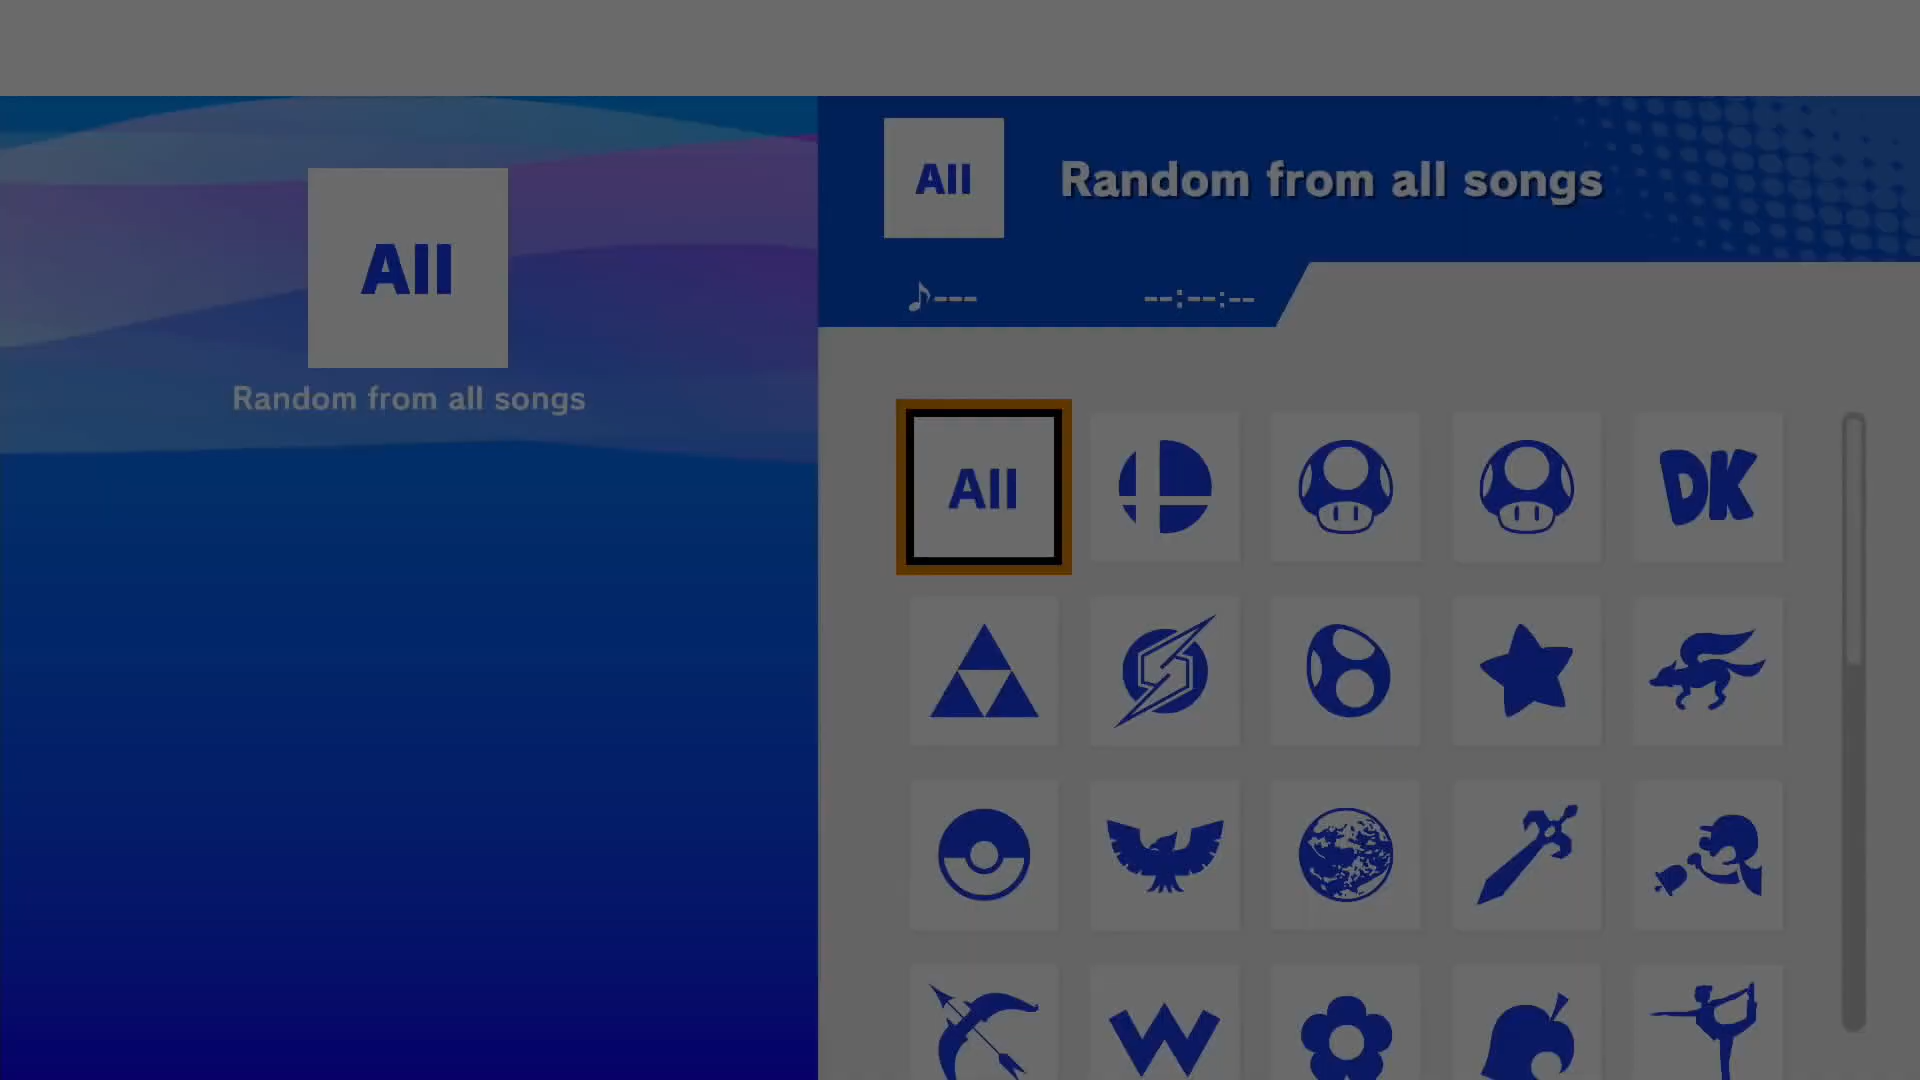 All
Random from all songs
All
Random from all songs
♪---
--:--:--
All
DK